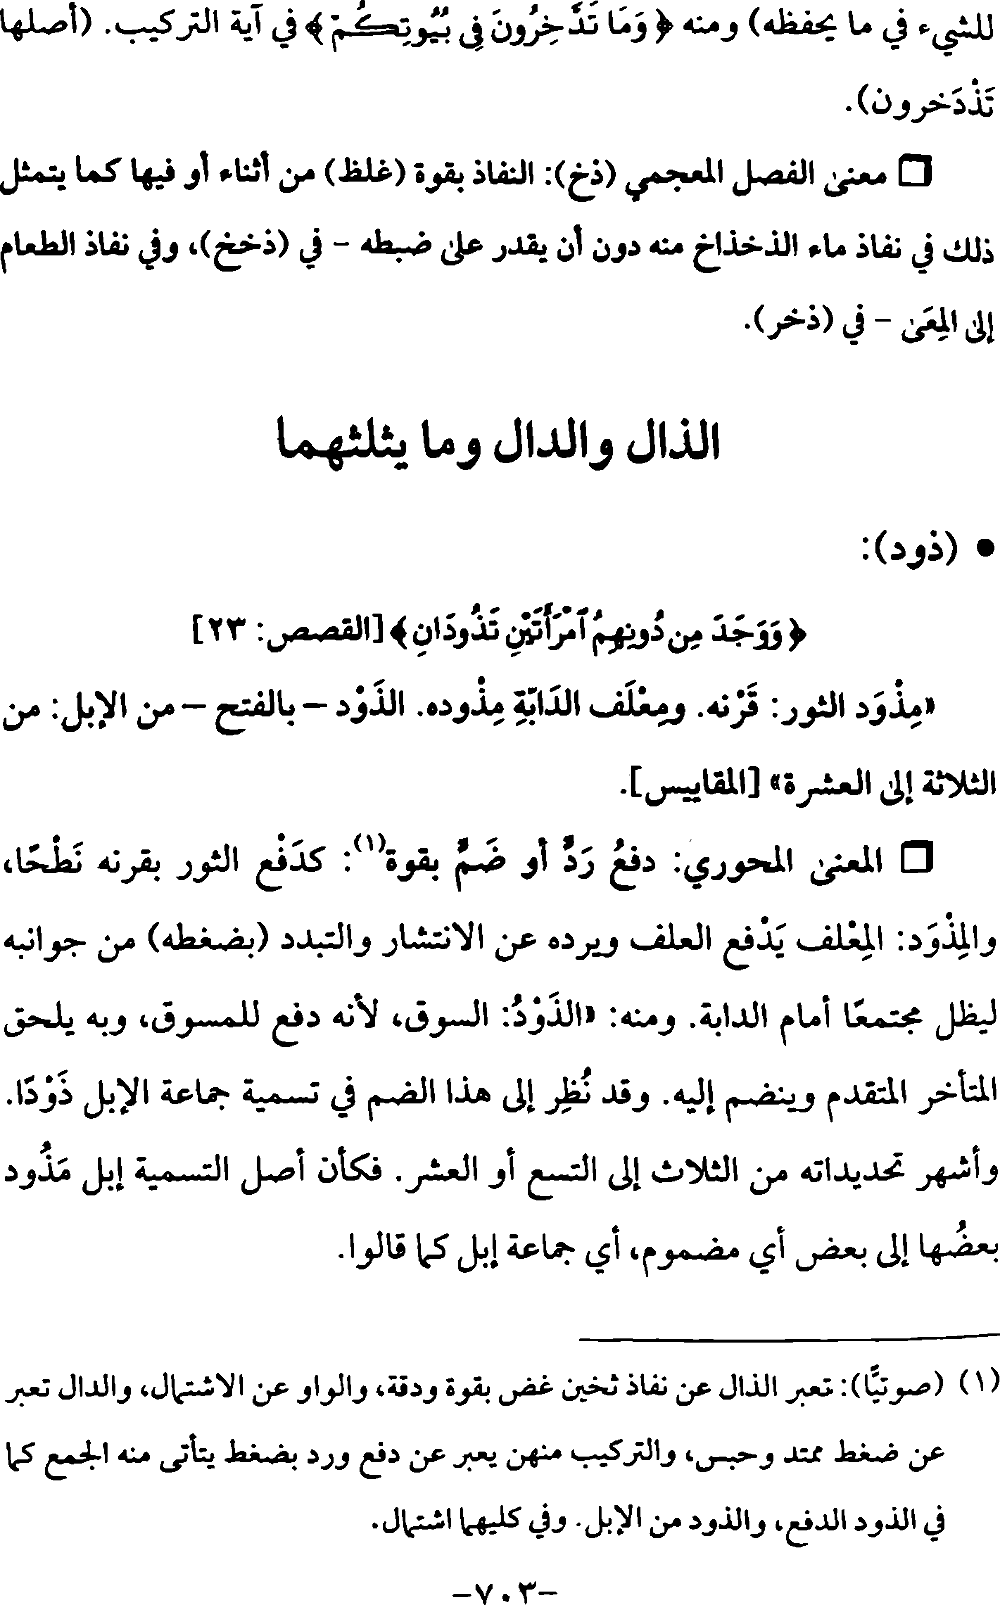 للشيء في ما يحفظه) ومنه ﴿ وَمَا تَدَّخِرُونَ فِي بُيُوتِكُمْ ﴾ في آية التركيب. (أصلها
تَذْدَخرون).
❒ معنى الفصل المعجمي (ذخ): النفاذ بقوة (غلظ) من أثناء أو فيها كما يتمثل
ذلك في نفاذ ماء الذخذاخ منه دون أن يقدر على ضبطه - في (ذخخ)، وفي نفاذ الطعام
إلى المِعَى - في (ذخر).
الذال والدال وما يثلثهما
• (ذود):
﴿ وَوَجَدَ مِن دُونِهِمُ ٱمْرَأَتَيْنِ تَذُودَانِ ﴾ [القصص: ٢٣]
«مِذْوَد الثور: قَرْنه. ومِعْلَف الدَابّةِ مِذْوده. الذَوْد – بالفتح – من الإبل: من
الثلاثة إلى العشرة» [المقاييس].
❒ المعنى المحوري: دفعُ رَدٍّ أو ضَمٍّ بقوة(١): كدَفْع الثور بقرنه نَطْحًا،
والمِذْوَد: المِعْلف يَدْفع العلف ويرده عن الانتشار والتبدد (بضغطه) من جوانبه
ليظل مجتمعًا أمام الدابة. ومنه: «الذَوْدُ: السوق، لأنه دفع للمسوق، وبه يلحق
المتأخر المتقدم وينضم إليه. وقد نُظِر إلى هذا الضم في تسمية جماعة الإبل ذَوْدًا.
وأشهر تحديداته من الثلاث إلى التسع أو العشر. فكأن أصل التسمية إبل مَذُود
بعضُها إلى بعض أي مضموم، أي جماعة إبل كما قالوا.
(١) (صوتيًّا): تعبر الذال عن نفاذ ثخين غض بقوة ودقة، والواو عن الاشتمال، والدال تعبر
عن ضغط ممتد وحبس، والتركيب منهن يعبر عن دفع ورد بضغط يتأتى منه الجمع كما
في الذود الدفع، والذود من الإبل. وفي كليهما اشتمال.
-٧٠٣-